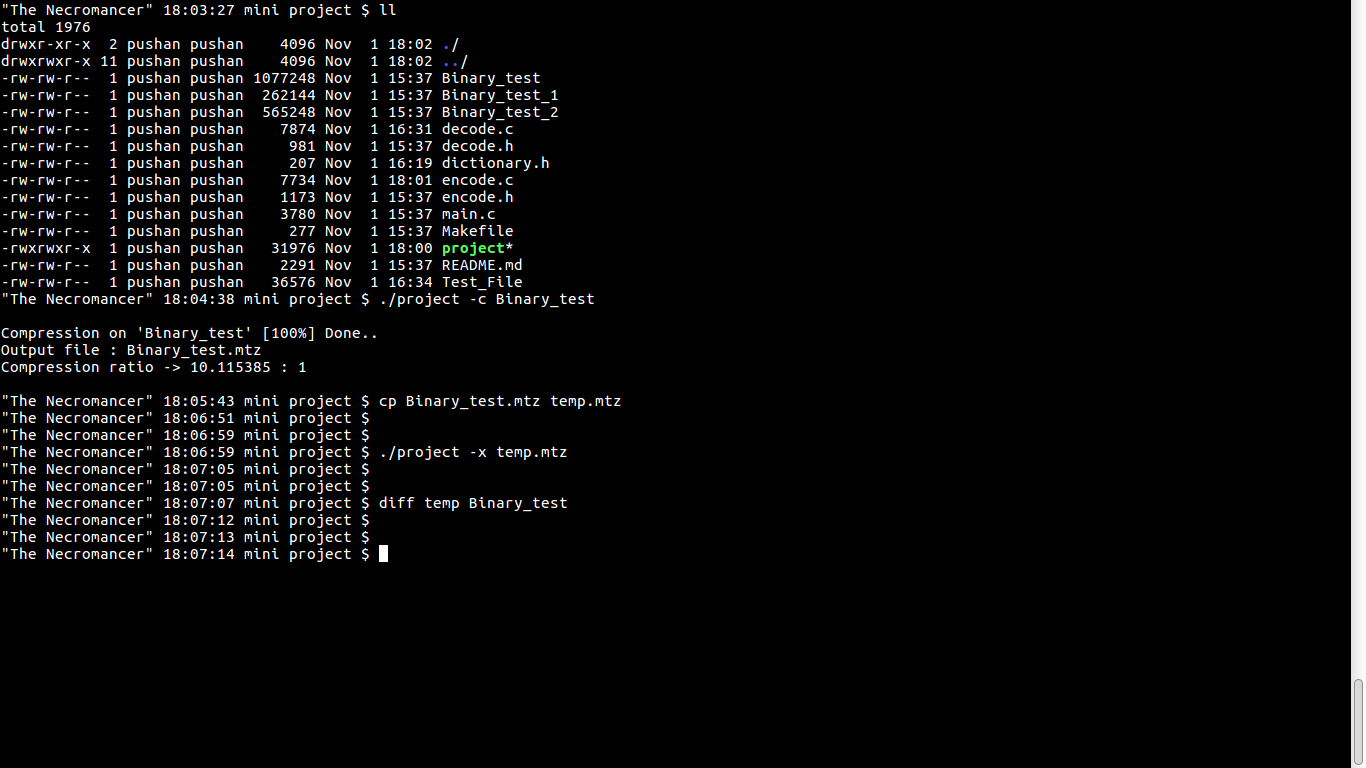 "The Necromancer" 18:03:27 mini project $ ll
total 1976
drwxr-xr-x  2 pushan pushan    4096 Nov  1 18:02 ./
drwxrwxr-x 11 pushan pushan    4096 Nov  1 18:02 ../
-rw-rw-r--  1 pushan pushan 1077248 Nov  1 15:37 Binary_test
-rw-rw-r--  1 pushan pushan  262144 Nov  1 15:37 Binary_test_1
-rw-rw-r--  1 pushan pushan  565248 Nov  1 15:37 Binary_test_2
-rw-rw-r--  1 pushan pushan    7874 Nov  1 16:31 decode.c
-rw-rw-r--  1 pushan pushan     981 Nov  1 15:37 decode.h
-rw-rw-r--  1 pushan pushan     207 Nov  1 16:19 dictionary.h
-rw-rw-r--  1 pushan pushan    7734 Nov  1 18:01 encode.c
-rw-rw-r--  1 pushan pushan    1173 Nov  1 15:37 encode.h
-rw-rw-r--  1 pushan pushan    3780 Nov  1 15:37 main.c
-rw-rw-r--  1 pushan pushan     277 Nov  1 15:37 Makefile
-rwxrwxr-x  1 pushan pushan   31976 Nov  1 18:00 project*
-rw-rw-r--  1 pushan pushan    2291 Nov  1 15:37 README.md
-rw-rw-r--  1 pushan pushan   36576 Nov  1 16:34 Test_File
"The Necromancer" 18:04:38 mini project $ ./project -c Binary_test
Compression on 'Binary_test' [100%] Done..
Output file : Binary_test.mtz
Compression ratio -> 10.115385 : 1
"The Necromancer" 18:05:43 mini project $ cp Binary_test.mtz temp.mtz
"The Necromancer" 18:06:51 mini project $
"The Necromancer" 18:06:59 mini project $
"The Necromancer" 18:06:59 mini project $ ./project -x temp.mtz
"The Necromancer" 18:07:05 mini project $
"The Necromancer" 18:07:05 mini project $
"The Necromancer" 18:07:07 mini project $ diff temp Binary_test
"The Necromancer" 18:07:12 mini project $
"The Necromancer" 18:07:13 mini project $
"The Necromancer" 18:07:14 mini project $